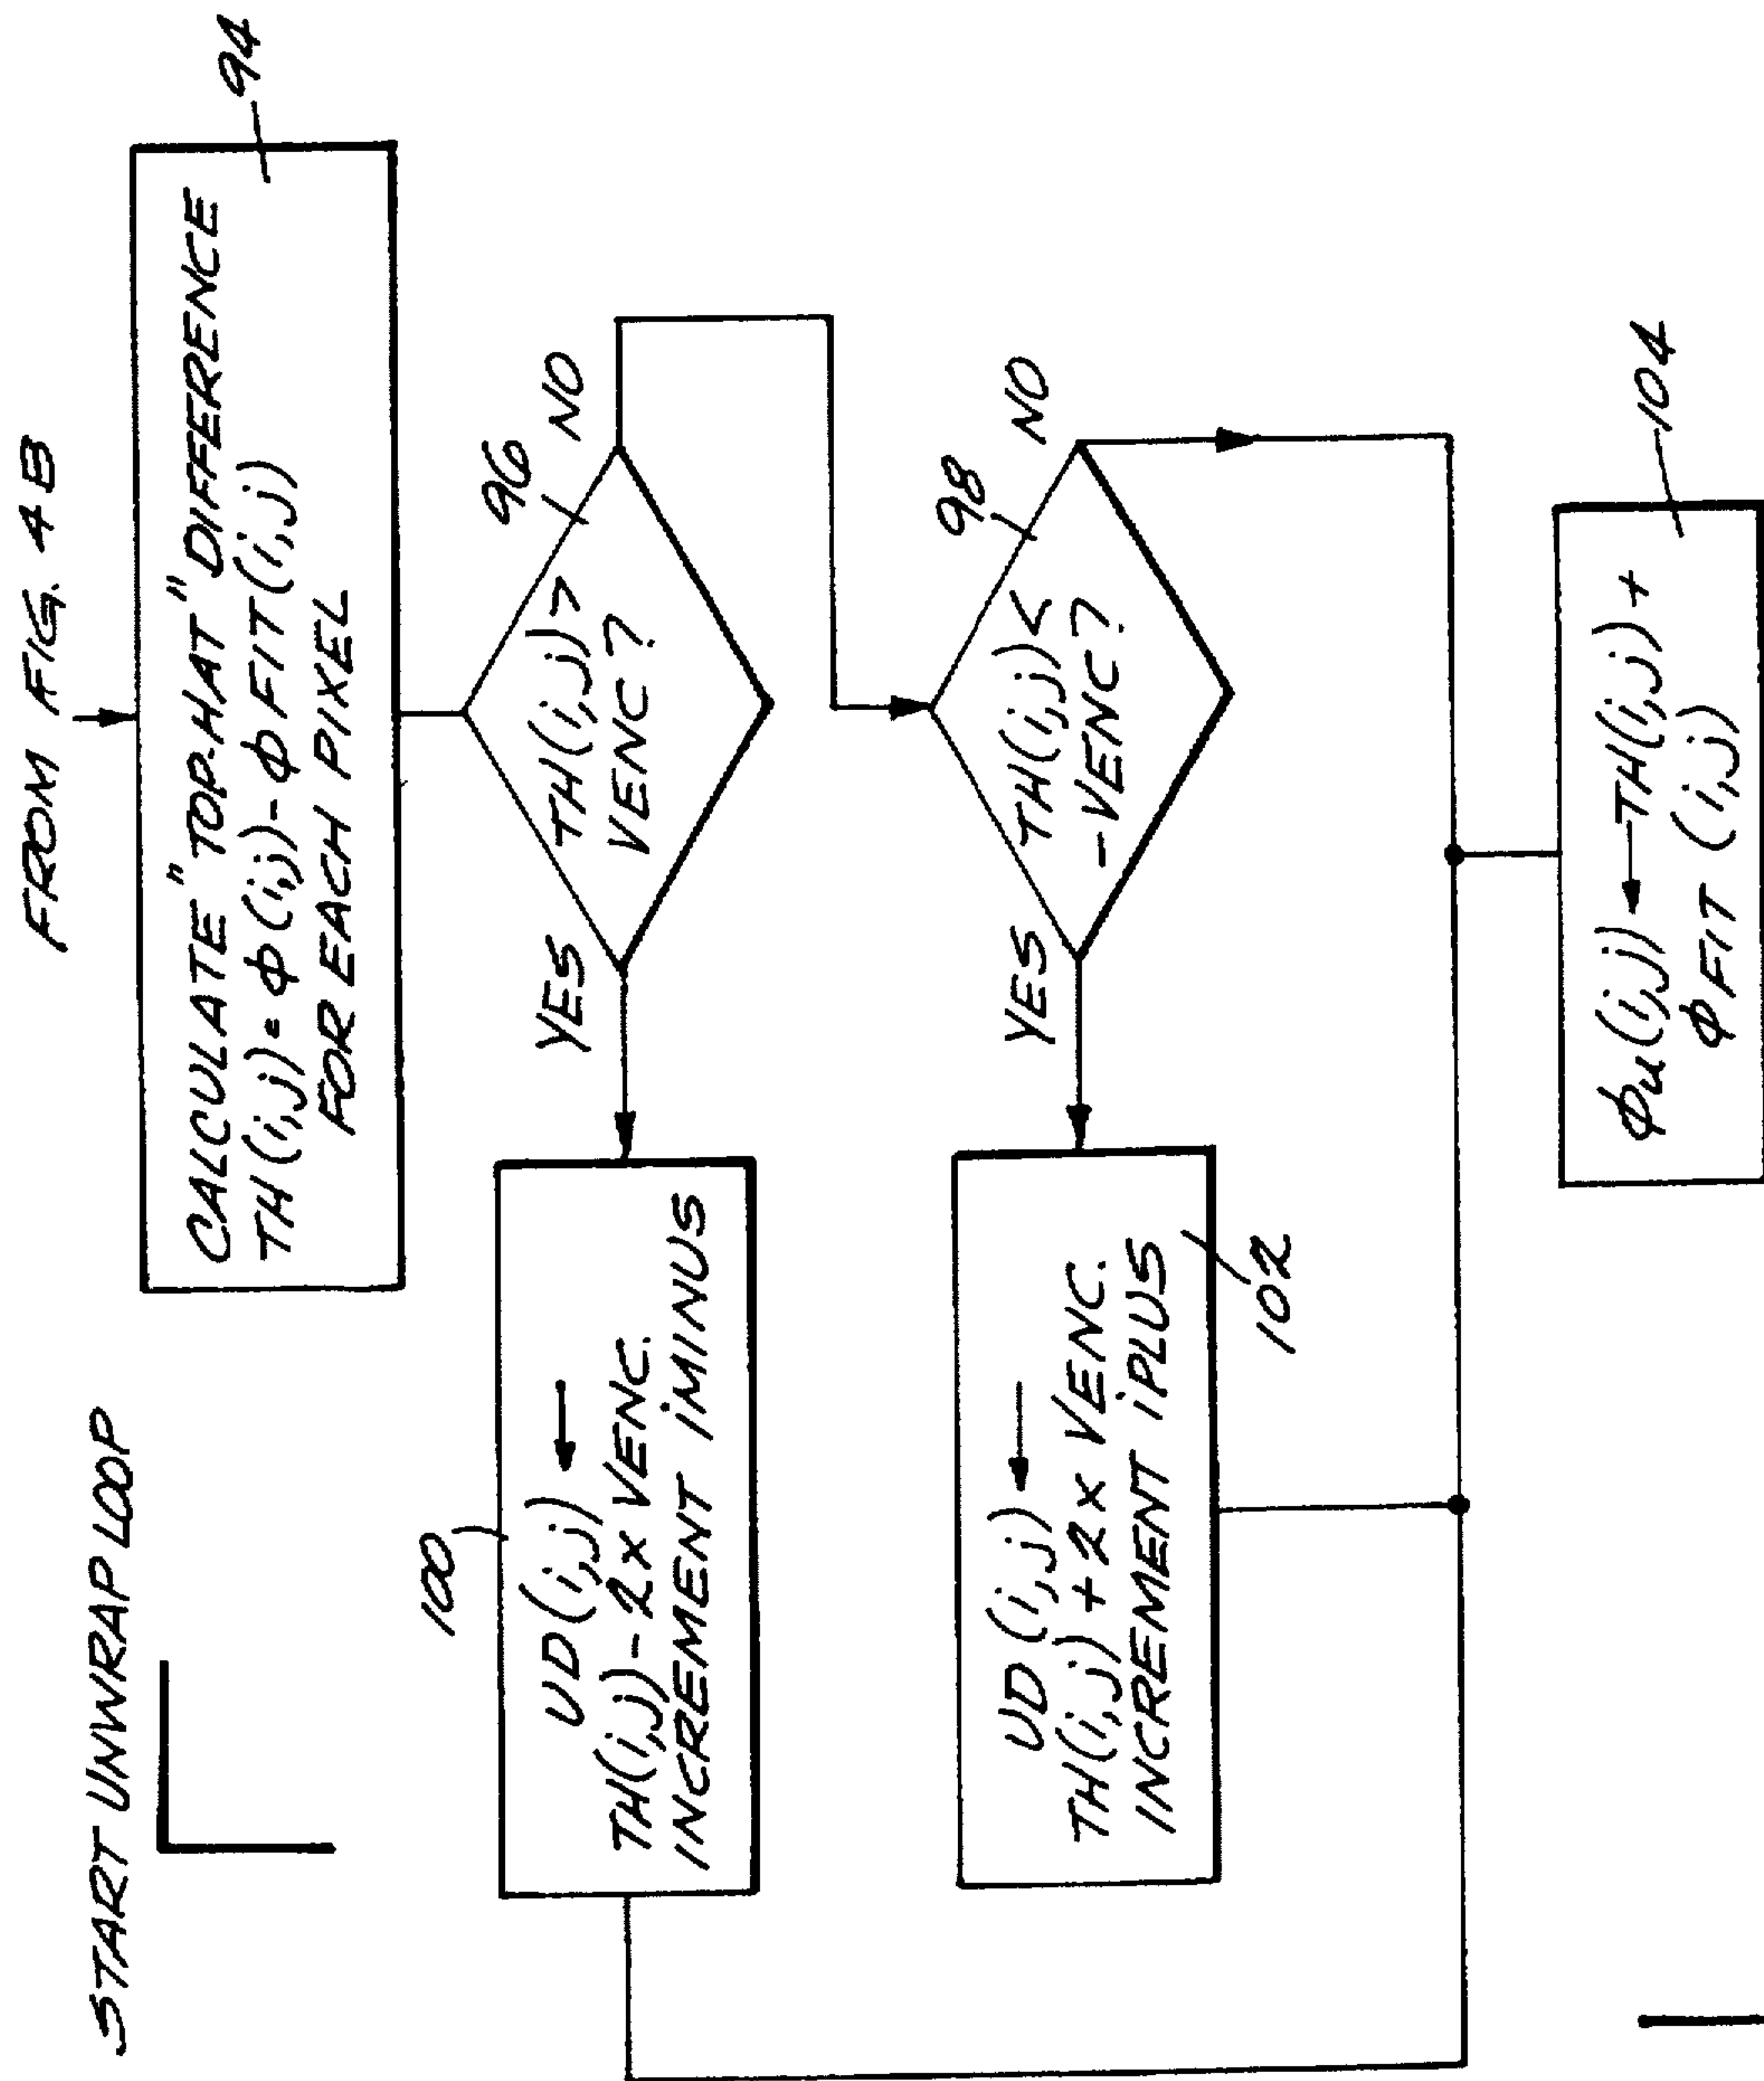 FROM FIG. 4B
START UNWRAP LOOP
CALCULATE "TOP-HAT" DIFFERENCE
TH(i,j) = ϕ(i,j) - ϕ FIT(i,j)
FOR EACH PIXEL
94
TH(i,j) >
VENC?
96
YES
NO
100
UD(i,j) ←
TH(i,j) - 2 x VENC.
INCREMENT iMINUS
TH(i,j) <
-VENC?
98
YES
NO
UD(i,j) ←
TH(i,j) + 2 x VENC.
INCREMENT iPLUS
102
ϕu(i,j) ← TH(i,j) +
ϕ FIT (i,j)
104